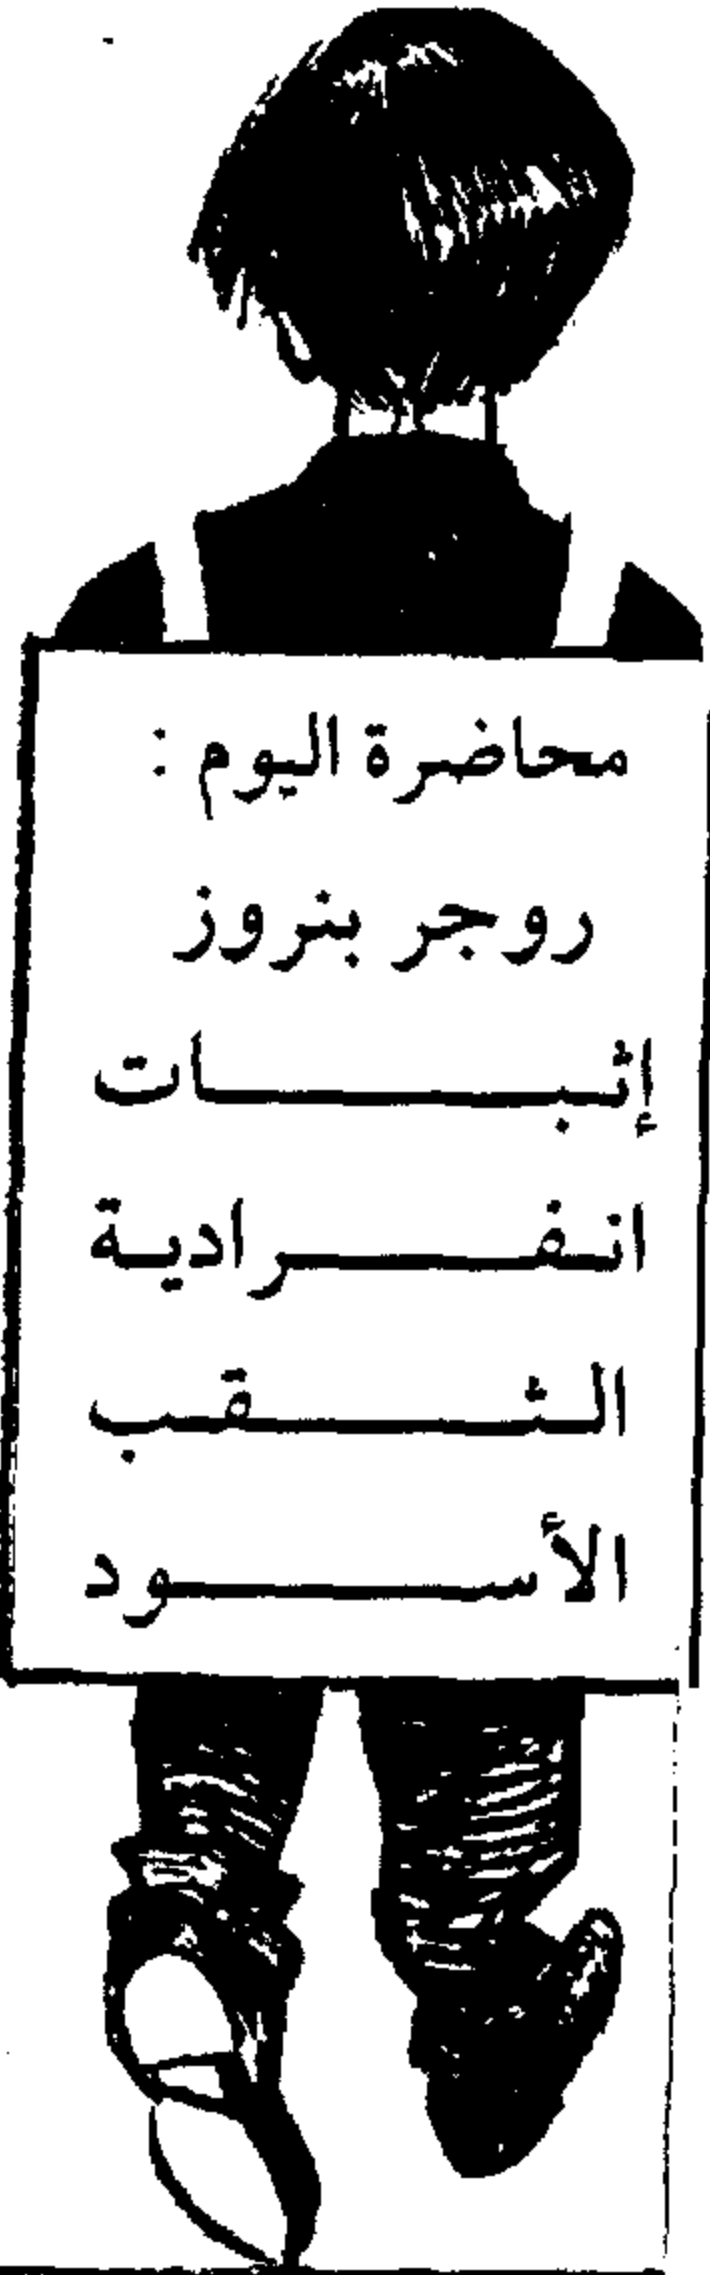 محاضرة اليوم :
روجر بنروز
إثبات
انفرادية
الثقب
الأسود